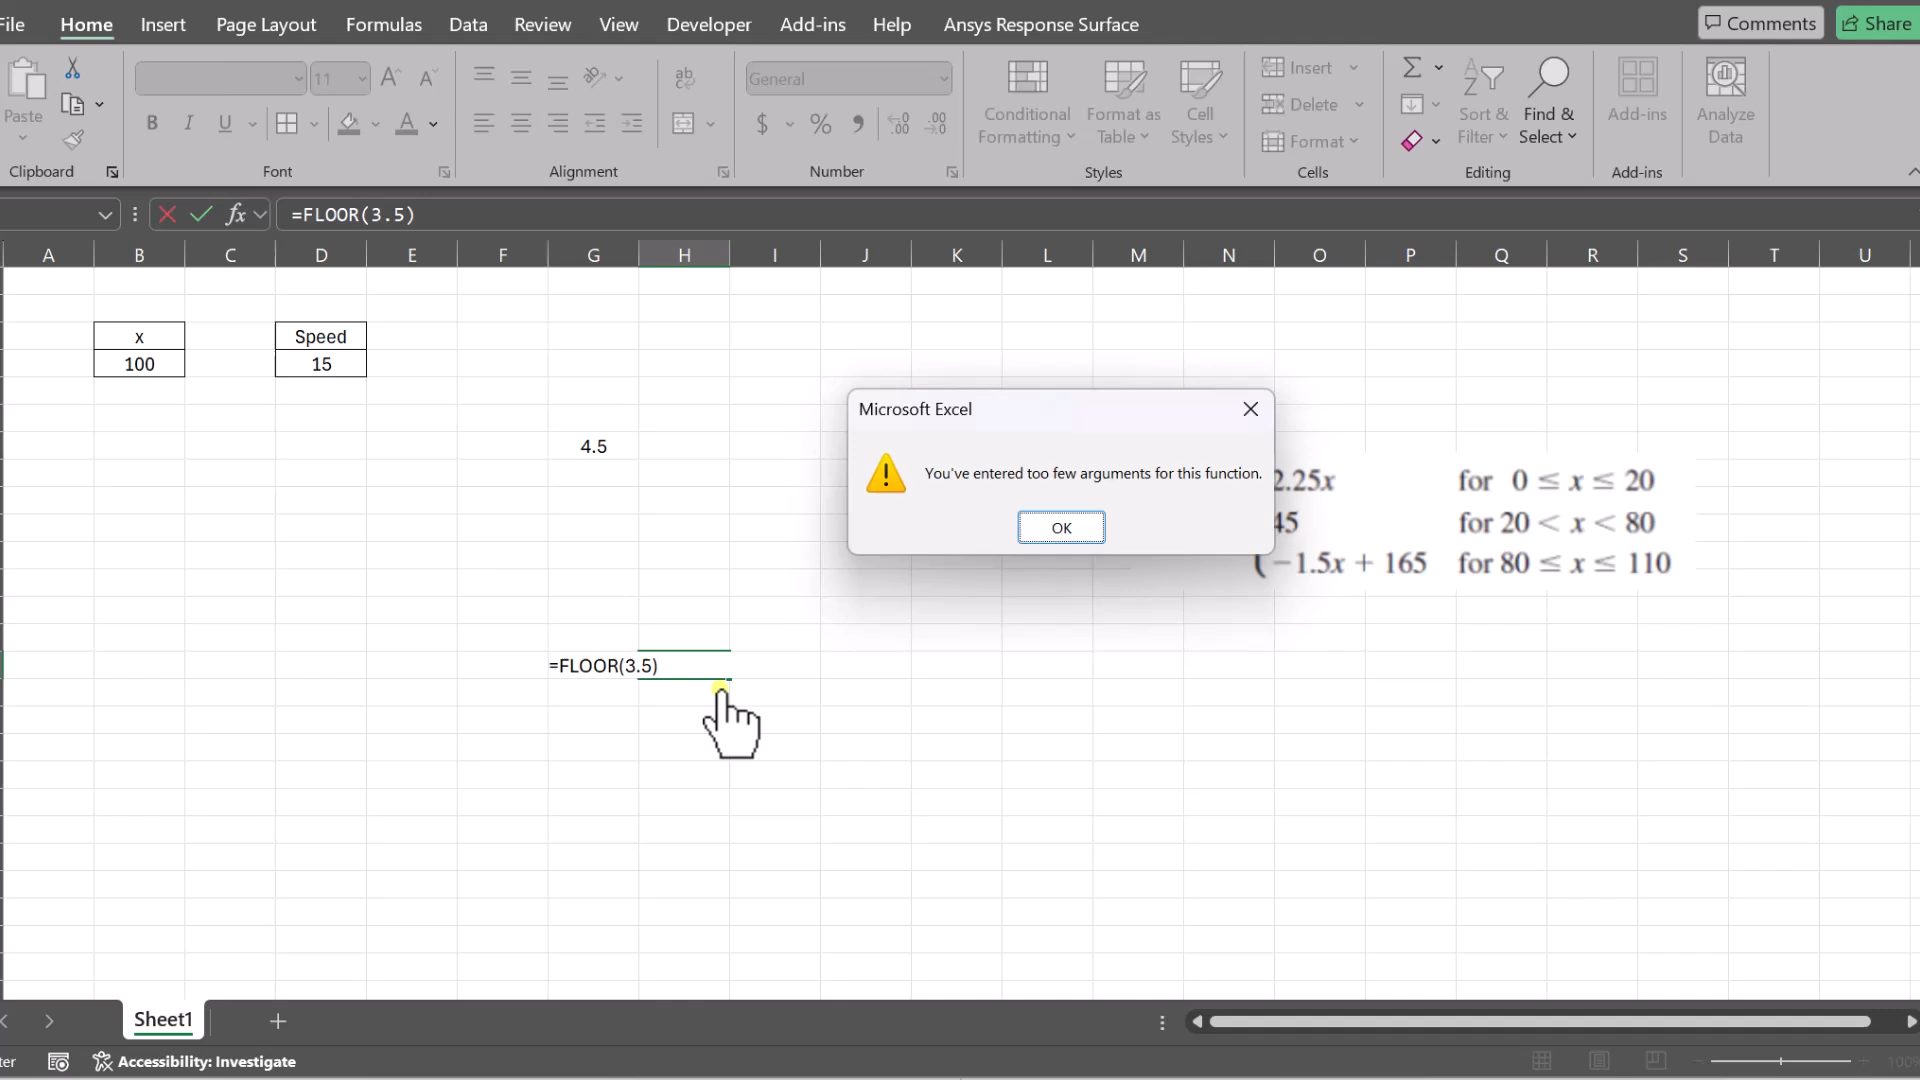 File Home Insert Page Layout Formulas Data Review View Developer Add-ins Help Ansys Response Surface Comments Share
Paste
11
ab
General
Conditional Formatting
Format as Table
Cell Styles
Insert
Delete
Format
Sort & Filter
Find & Select
Add-ins
Analyze Data
Clipboard Font Alignment Number Styles Cells Editing Add-ins
fx =FLOOR(3.5)
A B C D E F G H I J K L M N O P Q R S T U
x Speed
100 15
Microsoft Excel
4.5
You've entered too few arguments for this function.
OK
2.25x for 0 ≤ x ≤ 20
45 for 20 < x < 80
−1.5x + 165 for 80 ≤ x ≤ 110
=FLOOR(3.5)
Sheet1
Accessibility: Investigate
100%